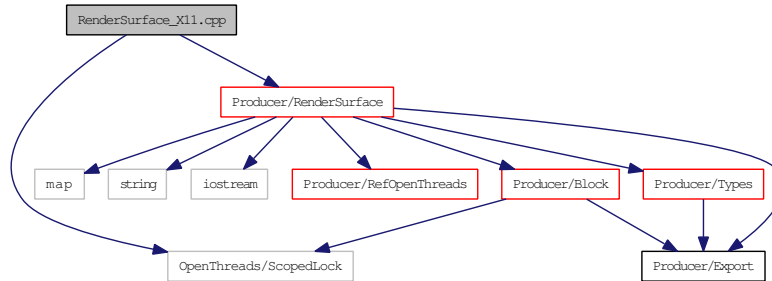 RenderSurface_X11.cpp
Producer/RenderSurface
map
string
iostream
Producer/RefOpenThreads
Producer/Block
Producer/Types
OpenThreads/ScopedLock
Producer/Export